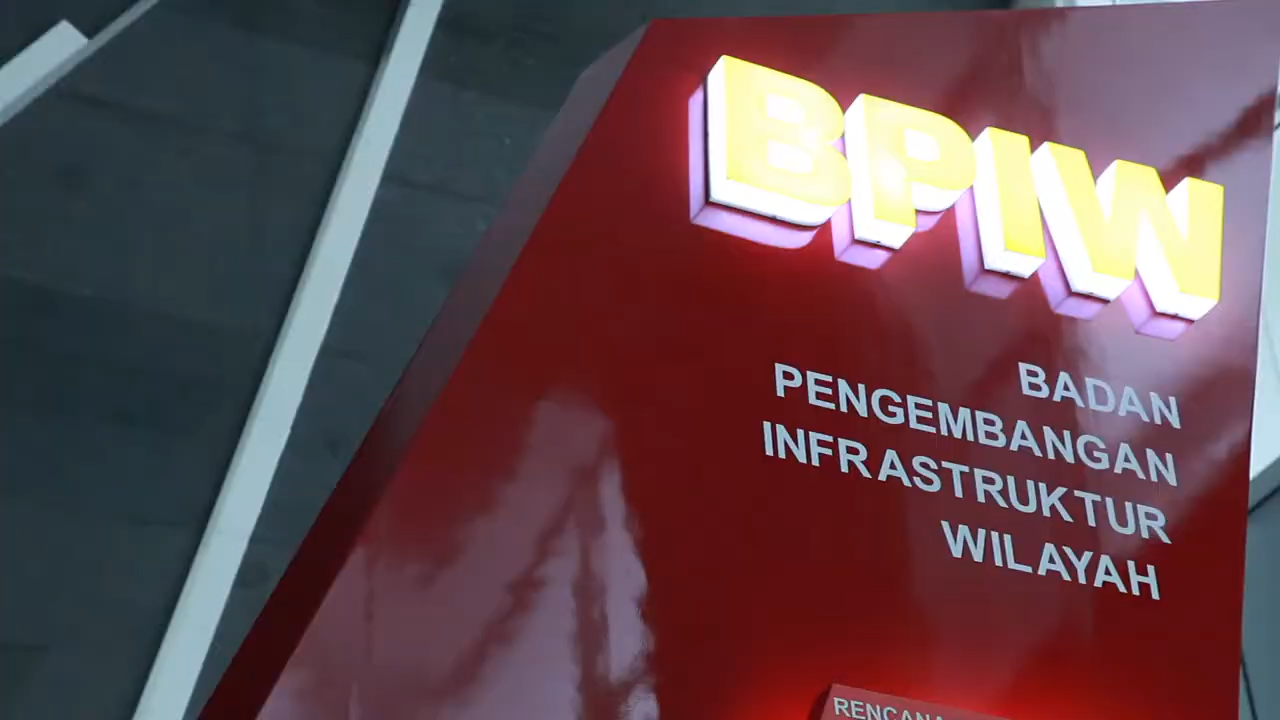 BPIW
BADAN
PENGEMBANGAN
INFRASTRUKTUR
WILAYAH
RENCANA